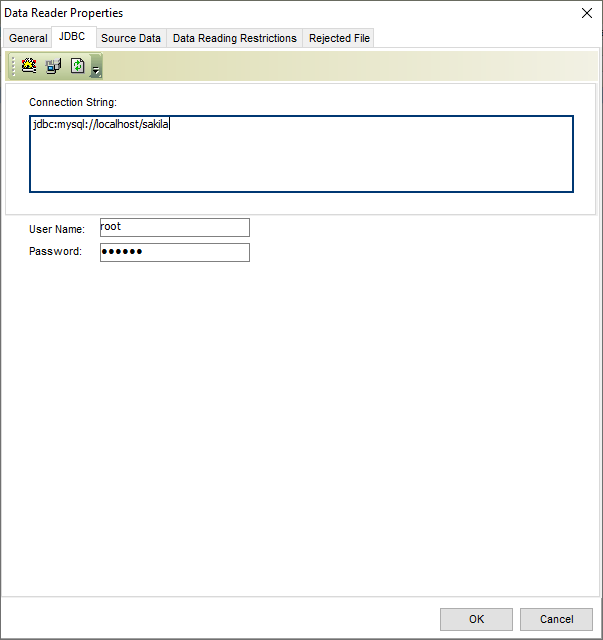 Data Reader Properties
General JDBC Source Data Data Reading Restrictions Rejected File
Connection String:
jdbc:mysql://localhost/sakila
User Name: root
Password: ●●●●●●
OK Cancel